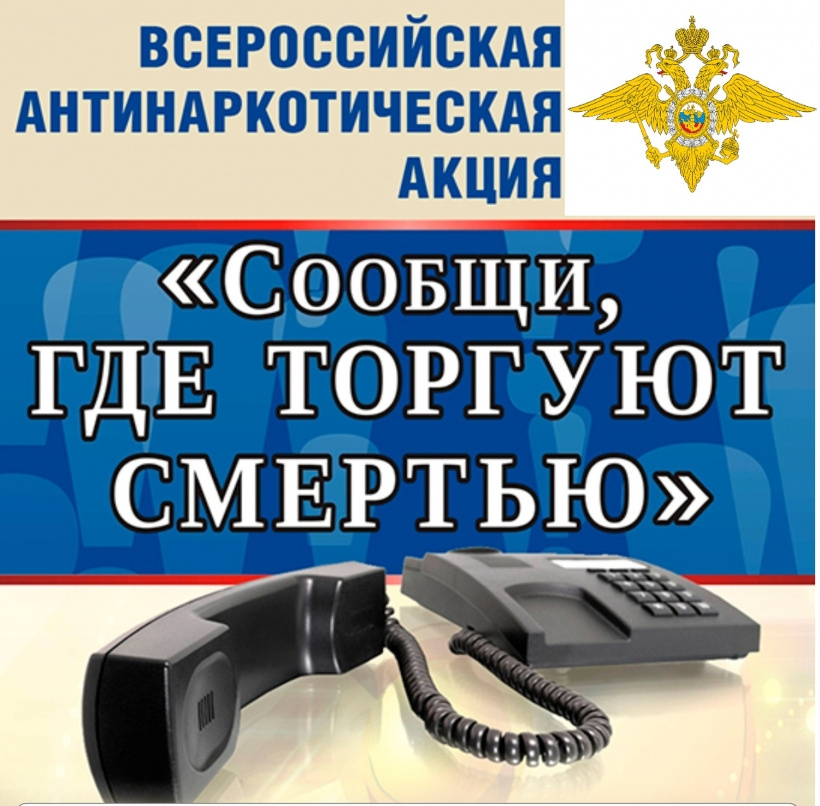 ВСЕРОССИЙСКАЯ
АНТИНАРКОТИЧЕСКАЯ
АКЦИЯ
«Сообщи,
ГДЕ ТОРГУЮТ
СМЕРТЬЮ»